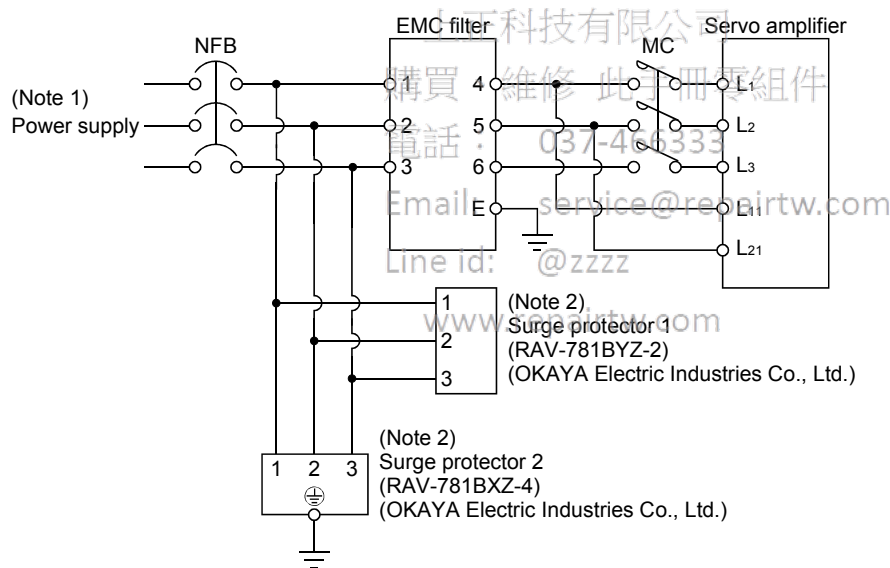 EMC filter
Servo amplifier
上正科技有限公司
NFB
MC
購買 、維修 此手冊零組件
(Note 1)
Power supply
1
4
L1
2
5
L2
電話: 037-466333
3
6
L3
E
L11
Email: service@repairtw.com
L21
Line id: @zzzz
1
2
3
(Note 2)
Surge protector 1
(RAV-781BYZ-2)
(OKAYA Electric Industries Co., Ltd.)
www.repairtw.com
1 2 3
(Note 2)
Surge protector 2
(RAV-781BXZ-4)
(OKAYA Electric Industries Co., Ltd.)